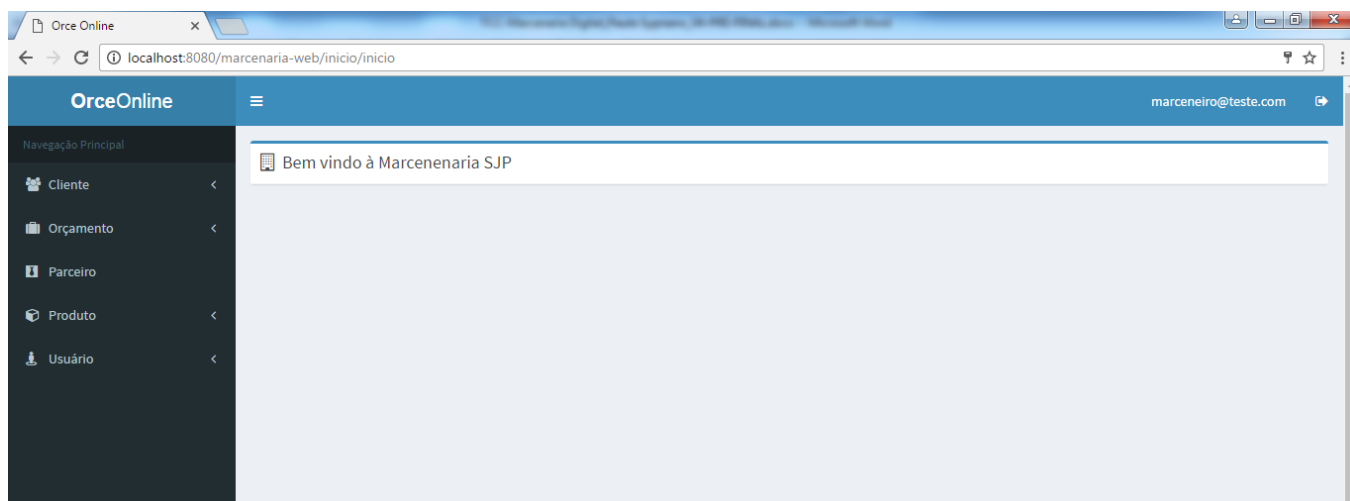 Orce Online
localhost:8080/marcenaria-web/inicio/inicio
OrceOnline
marceneiro@teste.com
Navegação Principal
Bem vindo à Marcenenaria SJP
Cliente
Orçamento
Parceiro
Produto
Usuário